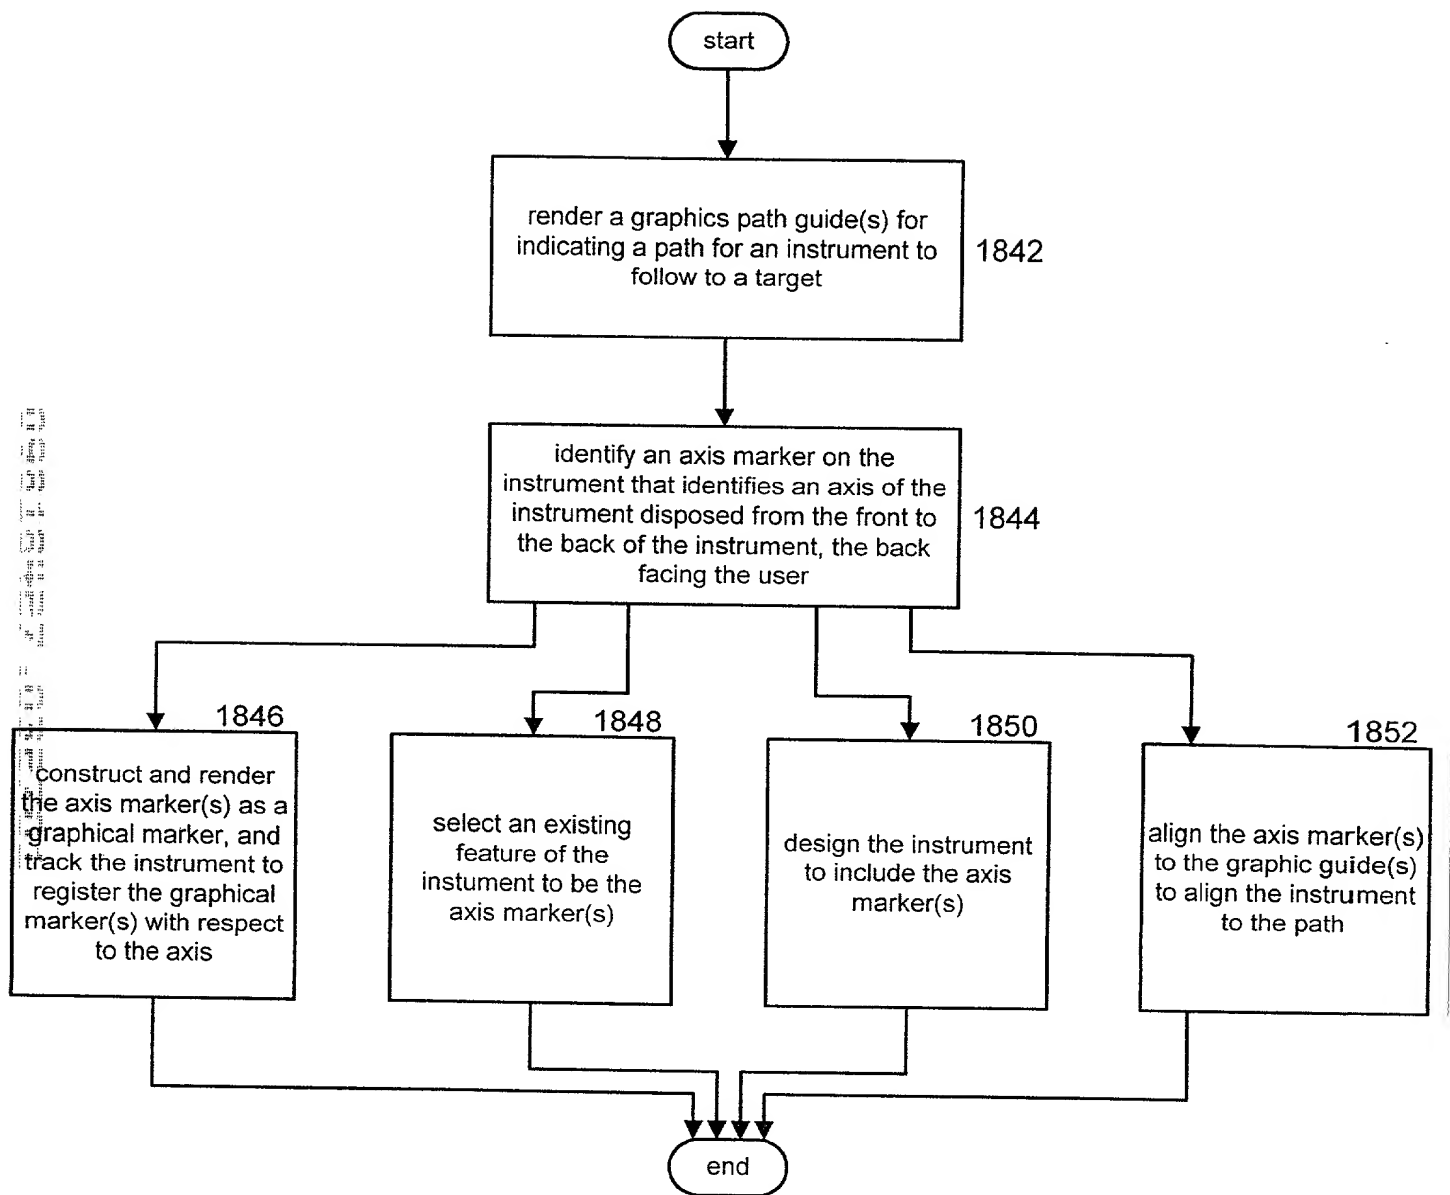 start
render a graphics path guide(s) for
indicating a path for an instrument to
follow to a target
1842
identify an axis marker on the
instrument that identifies an axis of the
instrument disposed from the front to
the back of the instrument, the back
facing the user
1844
1846
construct and render
the axis marker(s) as a
graphical marker, and
track the instrument to
register the graphical
marker(s) with respect
to the axis
1848
select an existing
feature of the
instument to be the
axis marker(s)
1850
design the instrument
to include the axis
marker(s)
1852
align the axis marker(s)
to the graphic guide(s)
to align the instrument
to the path
end